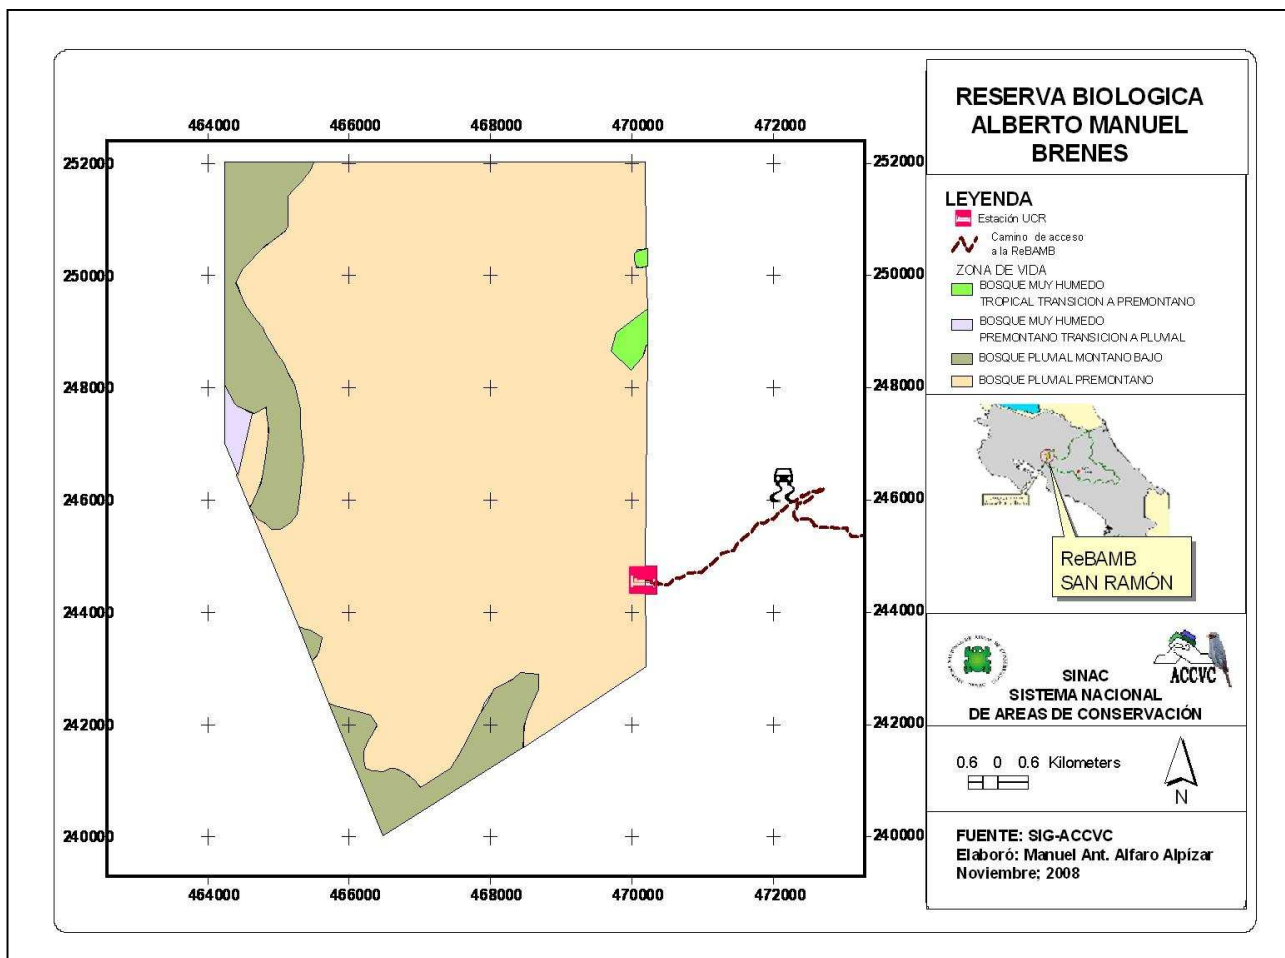 464000 466000 468000 470000 472000
252000 252000
250000 250000
248000 248000
246000 246000
244000 244000
242000 242000
240000 240000
464000 466000 468000 470000 472000
RESERVA BIOLOGICA
ALBERTO MANUEL
BRENES
LEYENDA
Estación UCR
Camino de acceso
a la ReBAMB
ZONA DE VIDA
BOSQUE MUY HUMEDO
TROPICAL TRANSICION A PREMONTANO
BOSQUE MUY HUMEDO
PREMONTANO TRANSICION A PLUVIAL
BOSQUE PLUVIAL MONTANO BAJO
BOSQUE PLUVIAL PREMONTANO
ReBAMB
SAN RAMÓN
ACCVC
SINAC
SISTEMA NACIONAL
DE AREAS DE CONSERVACIÓN
0.6 0 0.6 Kilometers
N
FUENTE: SIG-ACCVC
Elaboró: Manuel Ant. Alfaro Alpízar
Noviembre; 2008